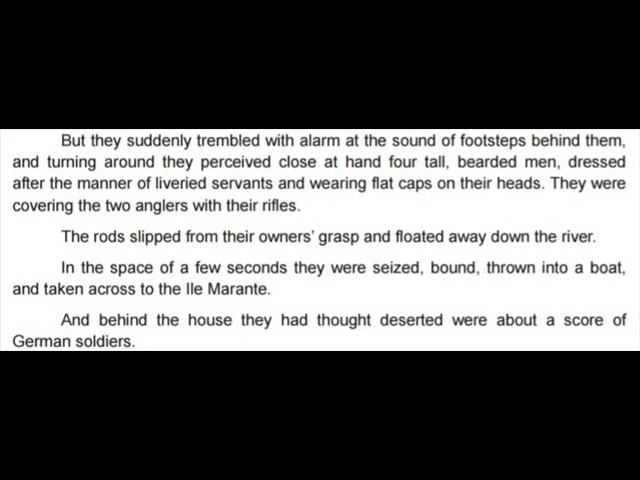 But they suddenly trembled with alarm at the sound of footsteps behind them,
and turning around they perceived close at hand four tall, bearded men, dressed
after the manner of liveried servants and wearing flat caps on their heads. They were
covering the two anglers with their rifles.
The rods slipped from their owners' grasp and floated away down the river.
In the space of a few seconds they were seized, bound, thrown into a boat,
and taken across to the Ile Marante.
And behind the house they had thought deserted were about a score of
German soldiers.